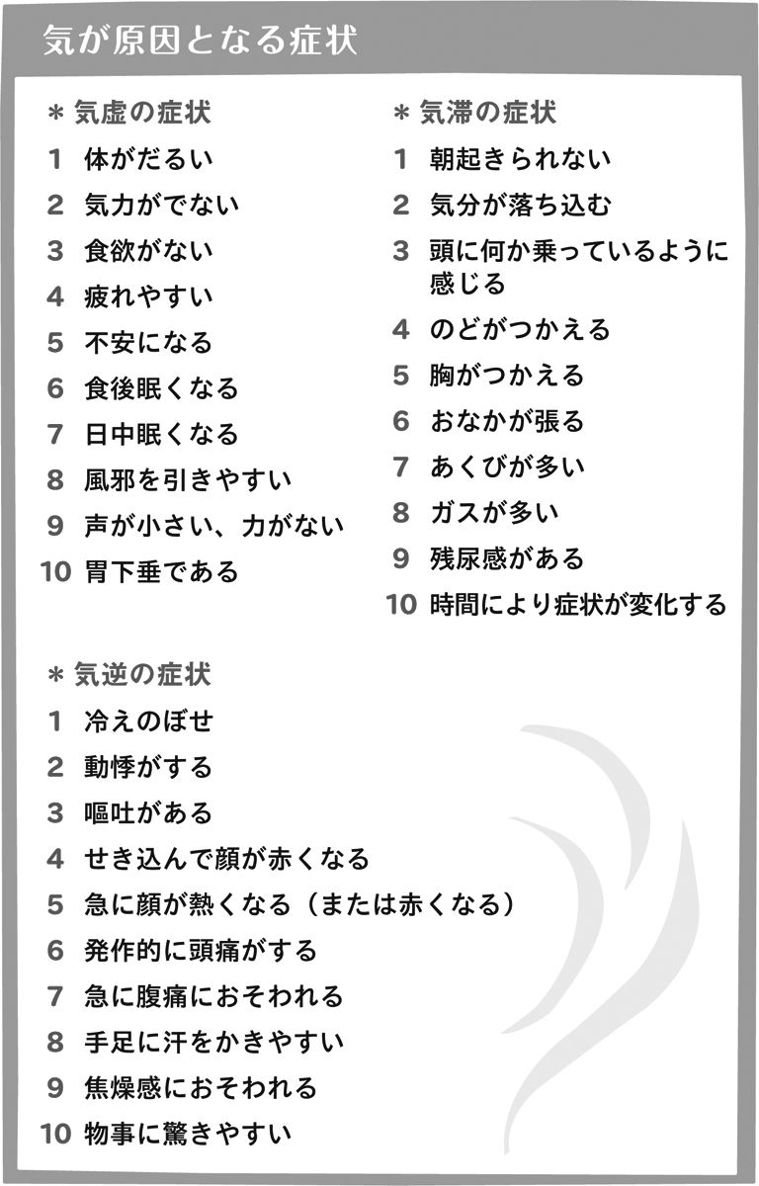 気が原因となる症状
＊気虚の症状
1 体がだるい
2 気力がでない
3 食欲がない
4 疲れやすい
5 不安になる
6 食後眠くなる
7 日中眠くなる
8 風邪を引きやすい
9 声が小さい、力がない
10 胃下垂である
＊気滞の症状
1 朝起きられない
2 気分が落ち込む
3 頭に何か乗っているように
感じる
4 のどがつかえる
5 胸がつかえる
6 おなかが張る
7 あくびが多い
8 ガスが多い
9 残尿感がある
10 時間により症状が変化する
＊気逆の症状
1 冷えのぼせ
2 動悸がする
3 嘔吐がある
4 せき込んで顔が赤くなる
5 急に顔が熱くなる（または赤くなる）
6 発作的に頭痛がする
7 急に腹痛におそわれる
8 手足に汗をかきやすい
9 焦燥感におそわれる
10 物事に驚きやすい